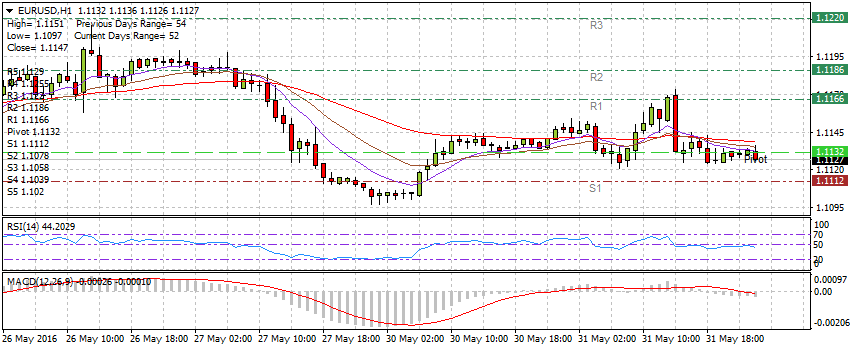 EURUSD,H1 1.1132 1.1136 1.1126 1.1127
High= 1.1151 Previous Days Range= 54
Low= 1.1097 Current Days Range= 52
Close= 1.1147
R3 1.12
R2 1.1186
R1 1.1166
Pivot 1.1132
S1 1.1112
S2 1.1078
S3 1.1058
S4 1.1039
S5 1.102
R3
R2
R1
S1
Pivot
1.1220
1.1195
1.1186
1.1166
1.1145
1.1132
1.1127
1.1120
1.1112
1.1095
RSI(14) 44.2029
100
70
50
20
0
MACD(12,26,9) -0.00026 -0.00010
0.00097
0.00
-0.00206
26 May 2016 26 May 10:00 26 May 18:00 27 May 02:00 27 May 10:00 27 May 18:00 30 May 02:00 30 May 10:00 30 May 18:00 31 May 02:00 31 May 10:00 31 May 18:00